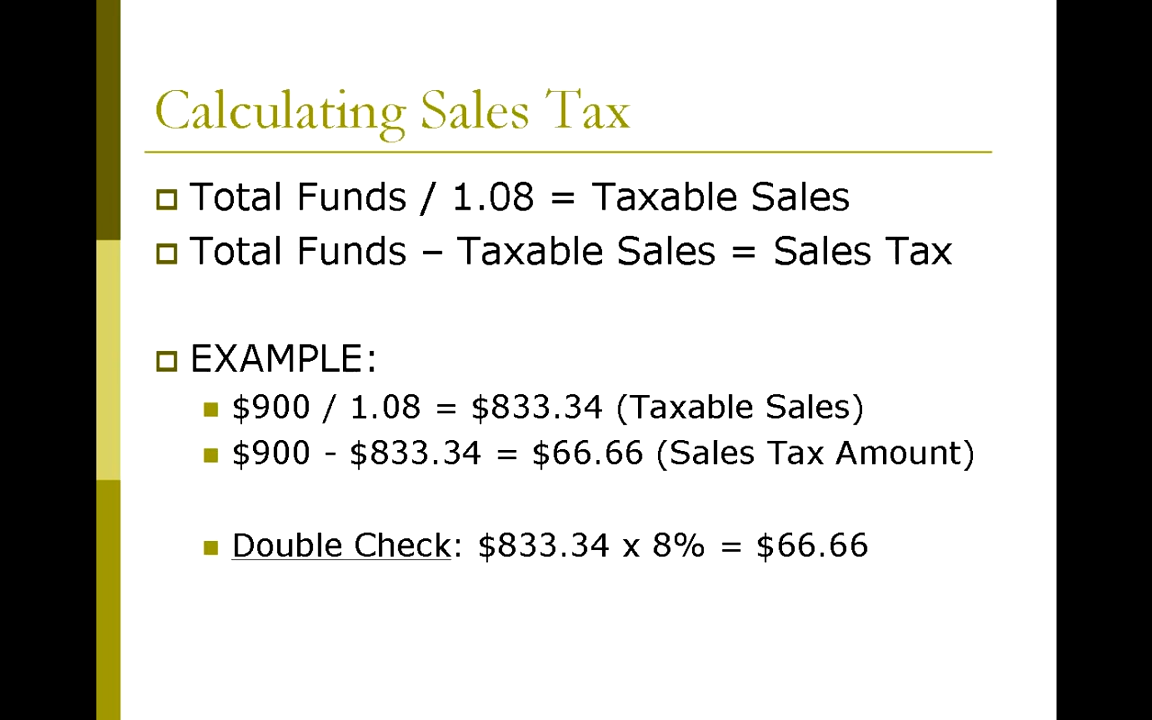 Calculating Sales Tax
Total Funds / 1.08 = Taxable Sales
Total Funds – Taxable Sales = Sales Tax
EXAMPLE:
$900 / 1.08 = $833.34 (Taxable Sales)
$900 - $833.34 = $66.66 (Sales Tax Amount)
Double Check: $833.34 x 8% = $66.66